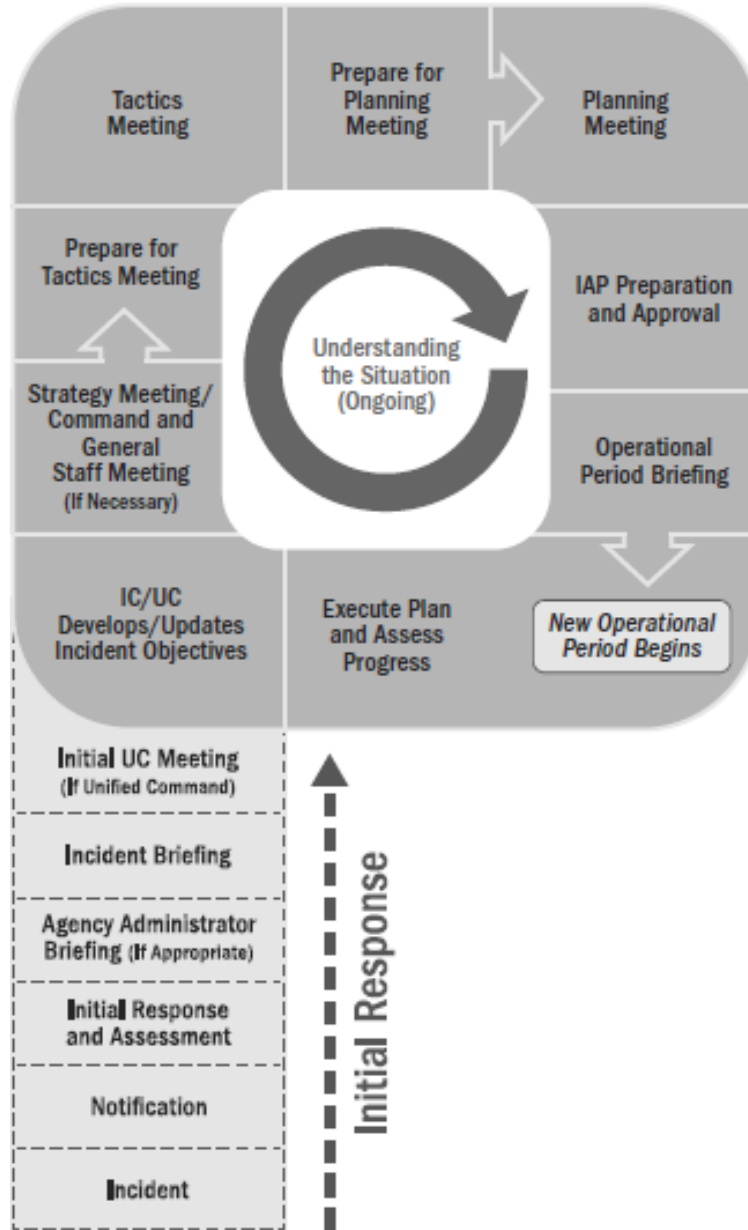 Tactics
Meeting
Prepare for
Planning
Meeting
Planning
Meeting
Prepare for
Tactics Meeting
IAP Preparation
and Approval
Understanding
the Situation
(Ongoing)
Strategy Meeting/
Command and
General
Staff Meeting
(If Necessary)
Operational
Period Briefing
IC/UC
Develops/Updates
Incident Objectives
Execute Plan
and Assess
Progress
New Operational
Period Begins
Initial UC Meeting
(If Unified Command)
Incident Briefing
Agency Administrator
Briefing (If Appropriate)
Initial Response
and Assessment
Notification
Incident
Initial Response